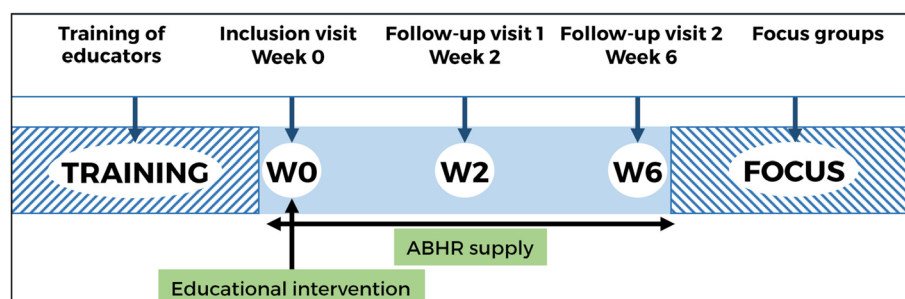 Training of educators
Inclusion visit Week 0
Follow-up visit 1 Week 2
Follow-up visit 2 Week 6
Focus groups
TRAINING
W0
W2
W6
FOCUS
ABHR supply
Educational intervention